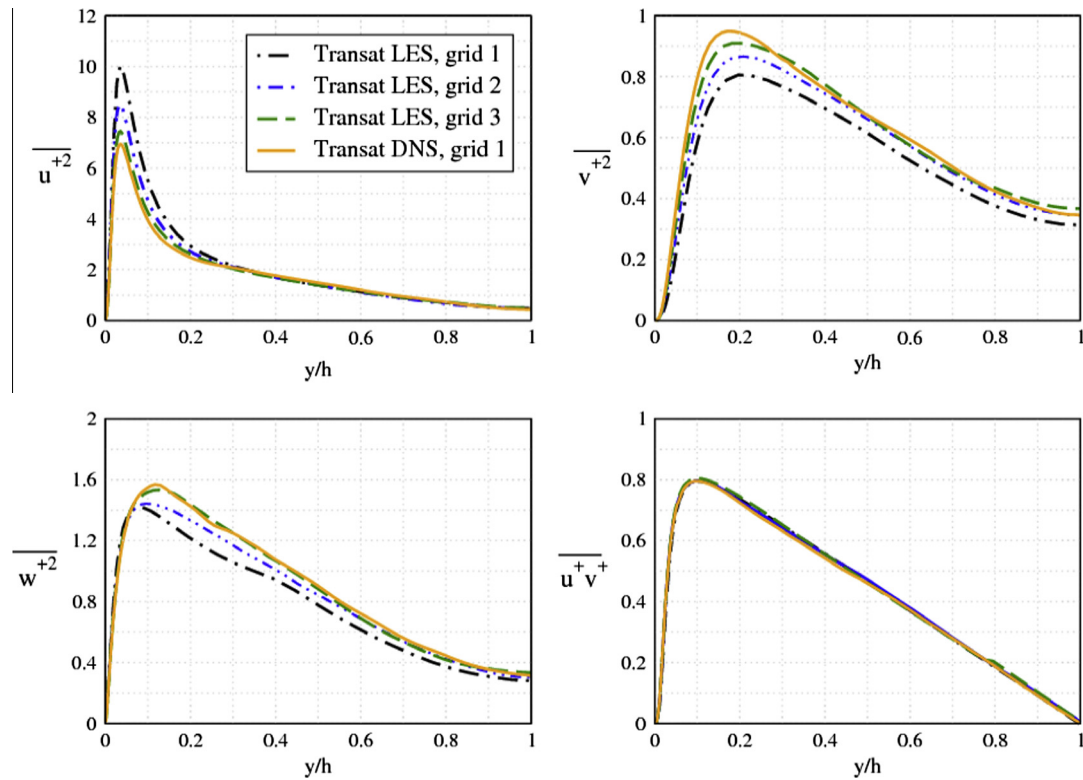 12
10
8
6
4
2
0
u+2
Transat LES, grid 1
Transat LES, grid 2
Transat LES, grid 3
Transat DNS, grid 1
0 0.2 0.4 0.6 0.8 1
y/h
1
0.8
0.6
0.4
0.2
0
v+2
0 0.2 0.4 0.6 0.8 1
y/h
2
1.6
1.2
0.8
0.4
0
w+2
0 0.2 0.4 0.6 0.8 1
y/h
1
0.8
0.6
0.4
0.2
0
u+v+
0 0.2 0.4 0.6 0.8 1
y/h